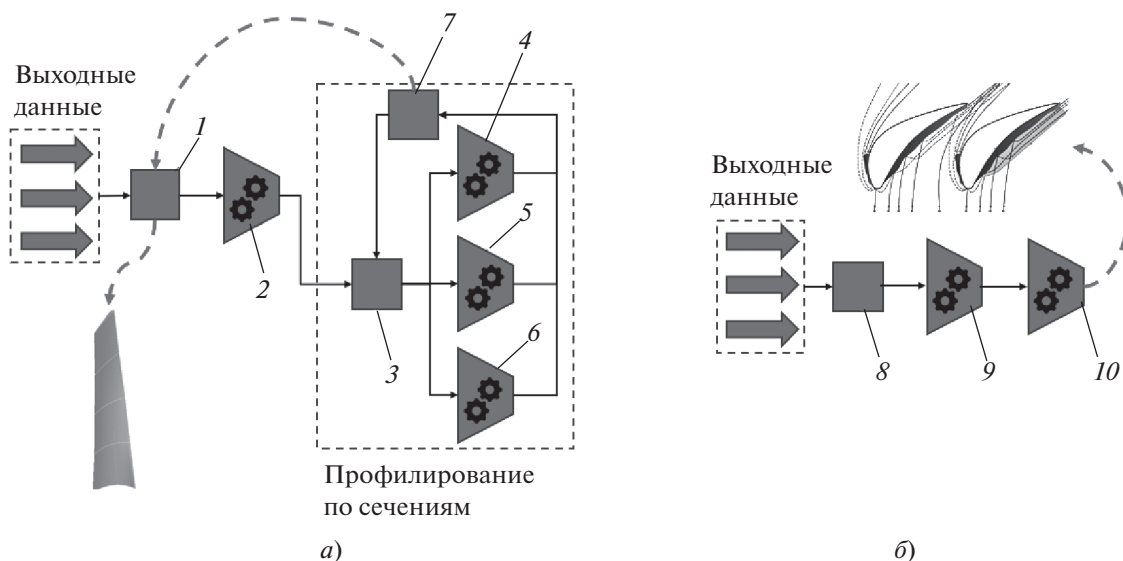 7
4
Выходные
данные
1
2
5
3
6
Профилирование
по сечениям
а)
Выходные
данные
8
9
10
б)